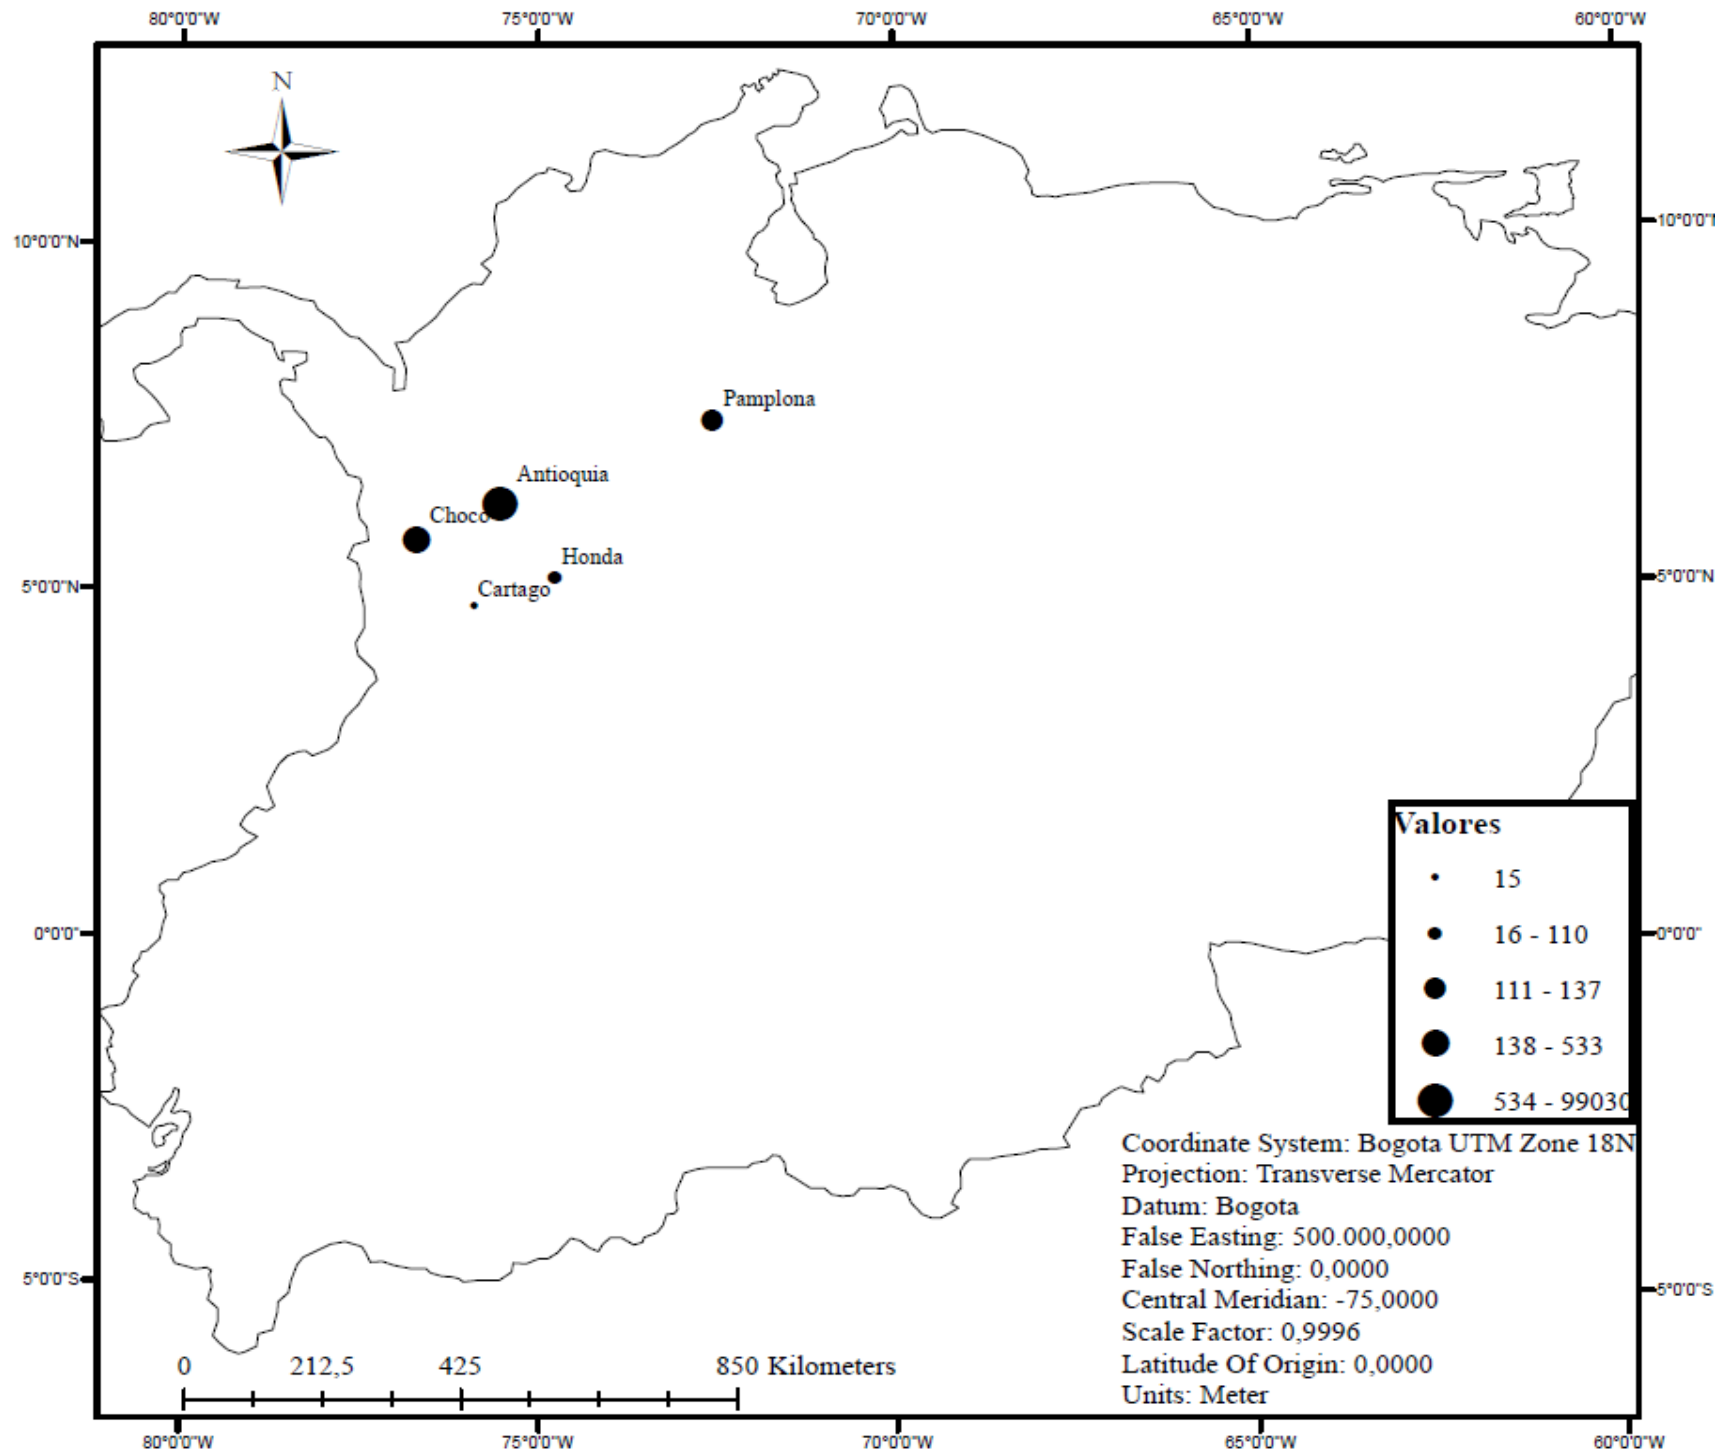 80°0'0"W 75°0'0"W 70°0'0"W 65°0'0"W 60°0'0"W
N
10°0'0"N 10°0'0"N
Pamplona
Antioquia
Choco
Honda
5°0'0"N 5°0'0"N
Cartago
Valores
15
0°0'0" 16 - 110 0°0'0"
111 - 137
138 - 533
534 - 99030
Coordinate System: Bogota UTM Zone 18N
Projection: Transverse Mercator
Datum: Bogota
False Easting: 500.000,0000
False Northing: 0,0000
5°0'0"S 5°0'0"S
Central Meridian: -75,0000
Scale Factor: 0,9996
0 212,5 425 850 Kilometers
Latitude Of Origin: 0,0000
Units: Meter
80°0'0"W 75°0'0"W 70°0'0"W 65°0'0"W 60°0'0"W